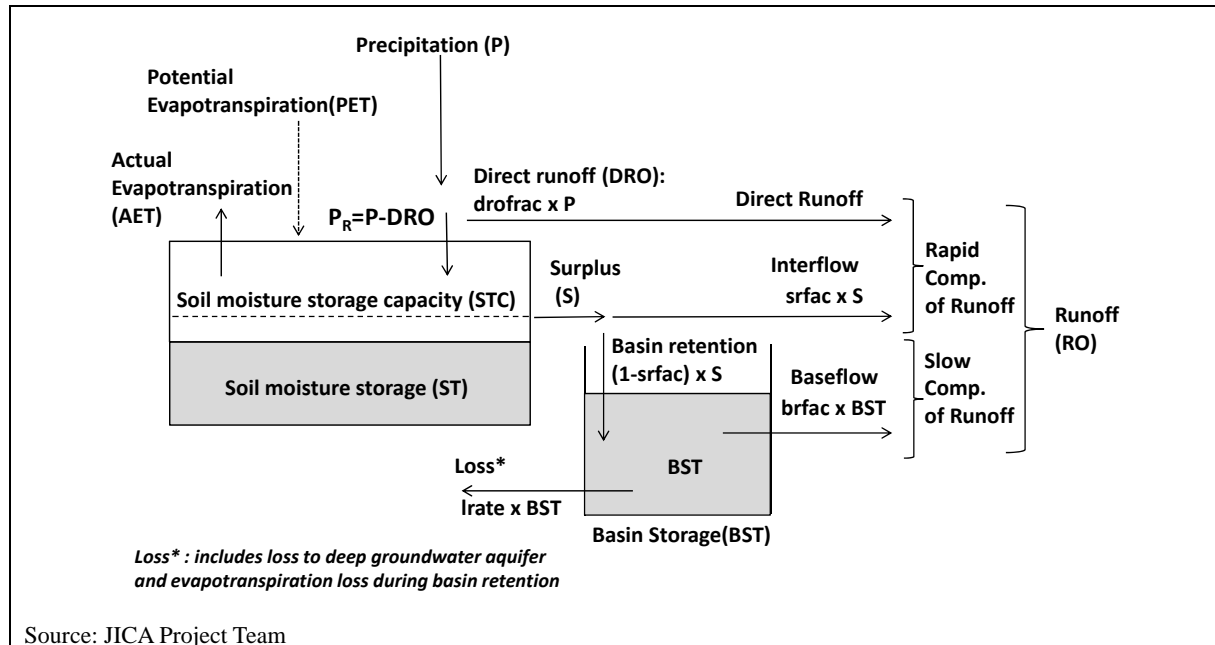 Precipitation (P)
Potential
Evapotranspiration(PET)
Actual
Evapotranspiration
(AET)
Direct runoff (DRO):
drofrac x P
Direct Runoff
PR=P-DRO
Soil moisture storage capacity (STC)
Soil moisture storage (ST)
Surplus
(S)
Interflow
srfac x S
Rapid
Comp.
of Runoff
Runoff
(RO)
Basin retention
(1-srfac) x S
Baseflow
brfac x BST
Slow
Comp.
of Runoff
BST
Loss*
lrate x BST
Basin Storage(BST)
Loss* : includes loss to deep groundwater aquifer
and evapotranspiration loss during basin retention
Source: JICA Project Team